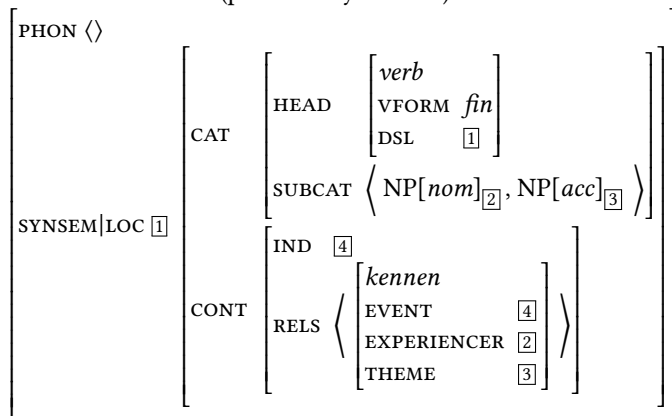 PHON ⟨⟩
verb
HEAD VFORM fin
DSL 1
CAT
SUBCAT ⟨ NP[nom]2, NP[acc]3 ⟩
SYNSEM|LOC 1
IND 4
kennen
CONT EVENT 4
RELS ⟨ EXPERIENCER 2 ⟩
THEME 3